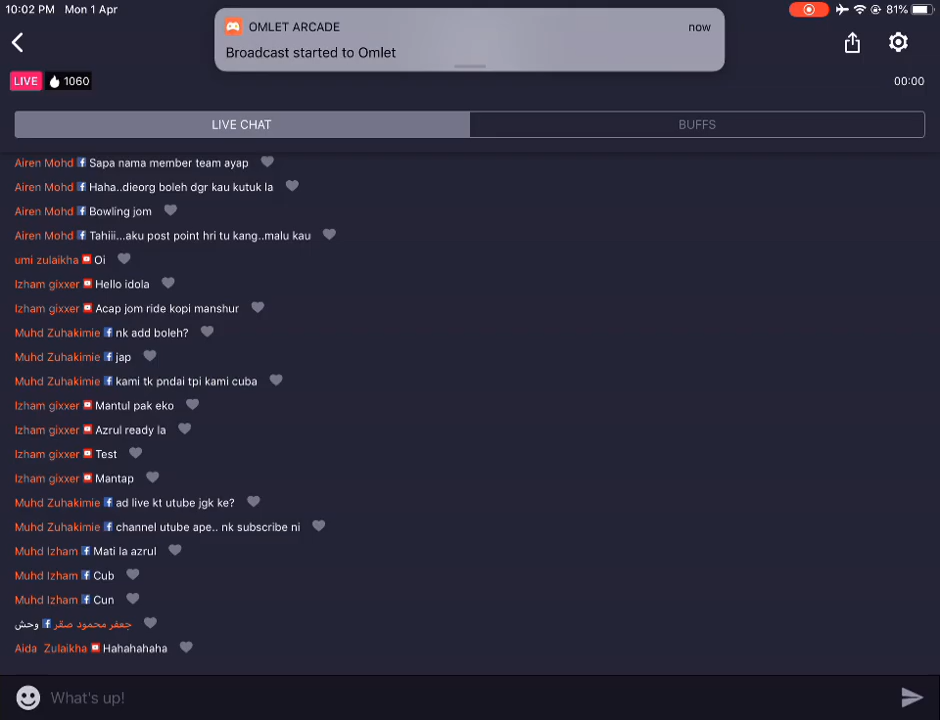 10:02 PM Mon 1 Apr
81%
OMLET ARCADE
now
Broadcast started to Omlet
LIVE 1060
00:00
LIVE CHAT
BUFFS
Airen Mohd Sapa nama member team ayap
Airen Mohd Haha..dieorg boleh dgr kau kutuk la
Airen Mohd Bowling jom
Airen Mohd Tahiii...aku post point hri tu kang..malu kau
umi zulaikha Oi
Izham gixxer Hello idola
Izham gixxer Acap jom ride kopi manshur
Muhd Zuhakimie nk add boleh?
Muhd Zuhakimie jap
Muhd Zuhakimie kami tk pndai tpi kami cuba
Izham gixxer Mantul pak eko
Izham gixxer Azrul ready la
Izham gixxer Test
Izham gixxer Mantap
Muhd Zuhakimie ad live kt utube jgk ke?
Muhd Zuhakimie channel utube ape.. nk subscribe ni
Muhd Izham Mati la azrul
Muhd Izham Cub
Muhd Izham Cun
جعفر محمود صقر وحش
Aida Zulaikha Hahahahaha
What's up!